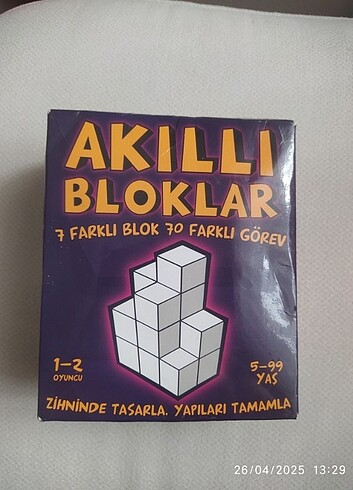 AKILLI
BLOKLAR
7 FARKLI BLOK 70 FARKLI GÖREV
1-2
OYUNCU
5-99
YAŞ
ZİHNİNDE TASARLA. YAPILARI TAMAMLA
26/04/2025 13:29